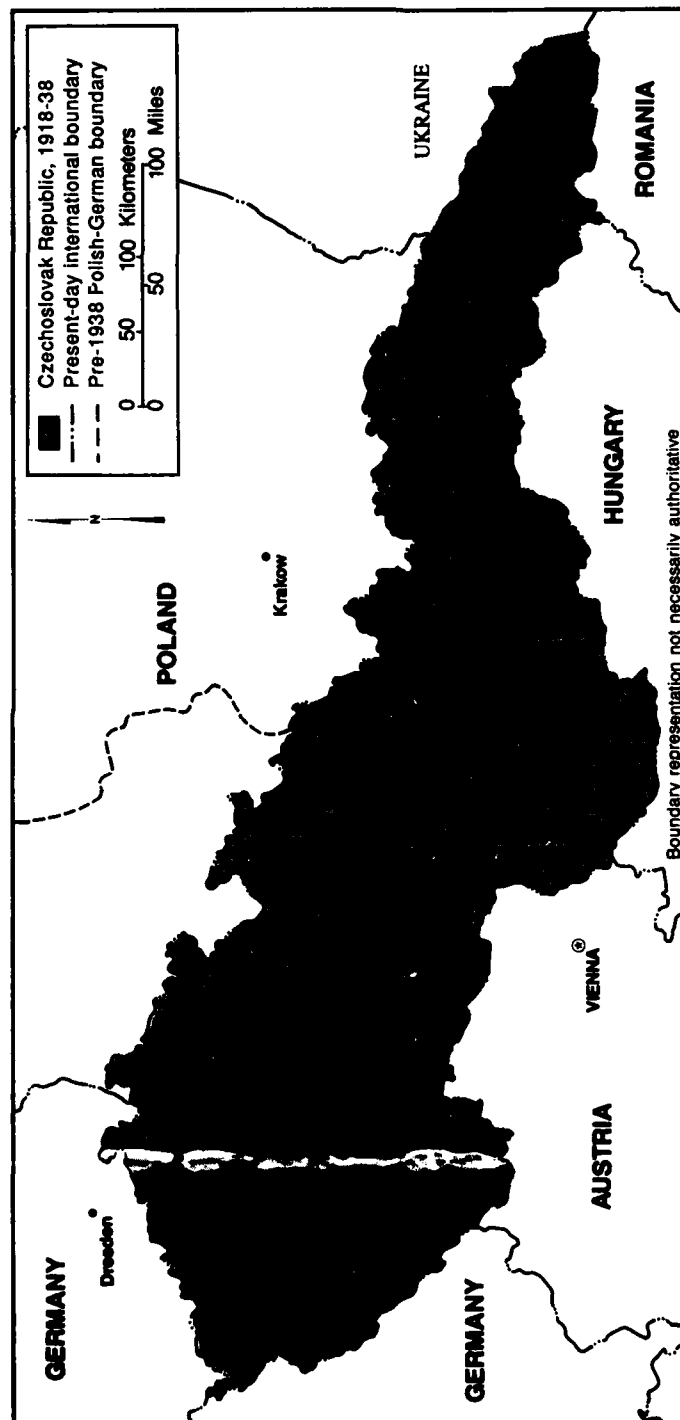 Czechoslovak Republic, 1918-38
Present-day international boundary
Pre-1938 Polish-German boundary
0 50 100 Kilometers
0 50 100 Miles
N
GERMANY
Dresden
POLAND
Krakow
UKRAINE
GERMANY
AUSTRIA
VIENNA
HUNGARY
ROMANIA
Boundary representation not necessarily authoritative